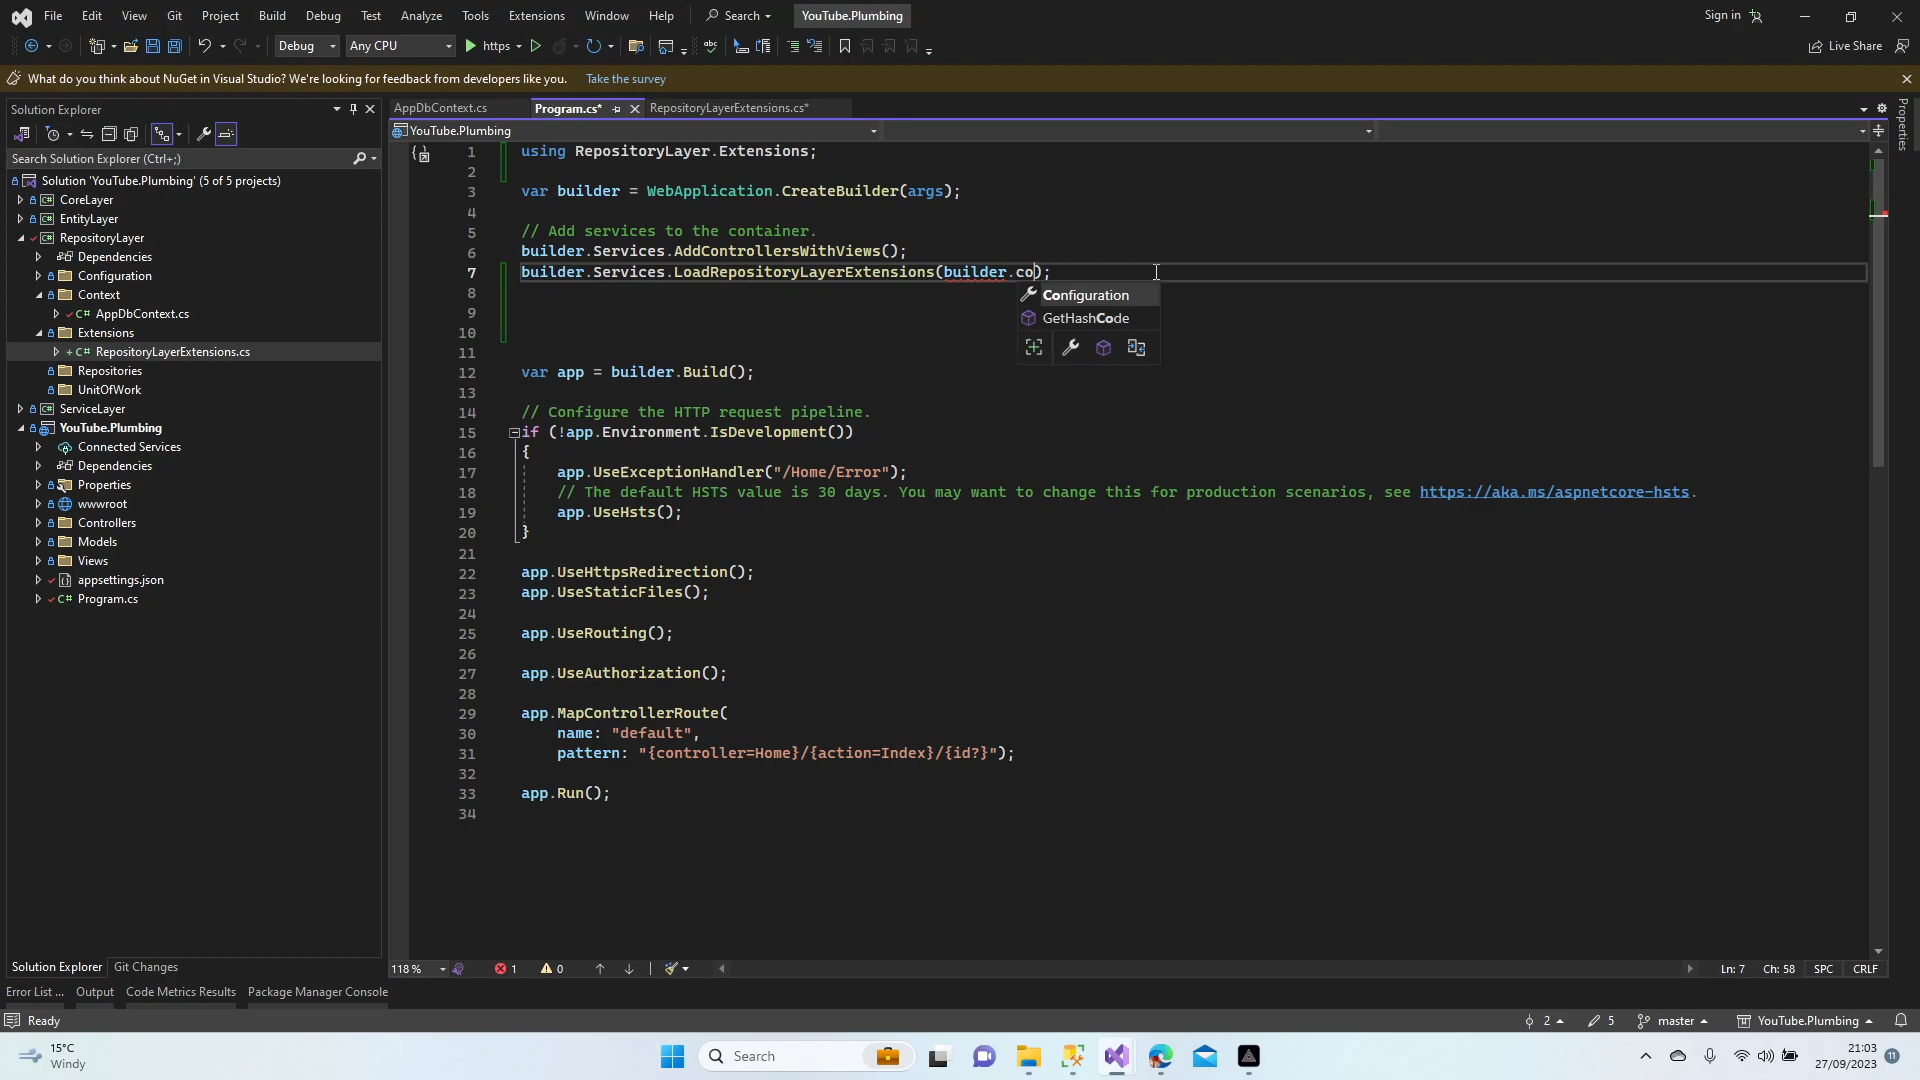 File Edit View Git Project Build Debug Test Analyze Tools Extensions Window Help Search YouTube.Plumbing Sign in
Debug Any CPU https Live Share
What do you think about NuGet in Visual Studio? We're looking for feedback from developers like you. Take the survey
Solution Explorer
Search Solution Explorer (Ctrl+;)
Solution 'YouTube.Plumbing' (5 of 5 projects)
CoreLayer
EntityLayer
RepositoryLayer
Dependencies
Configuration
Context
AppDbContext.cs
Extensions
RepositoryLayerExtensions.cs
Repositories
UnitOfWork
ServiceLayer
YouTube.Plumbing
Connected Services
Dependencies
Properties
wwwroot
Controllers
Models
Views
appsettings.json
Program.cs
Solution Explorer Git Changes
AppDbContext.cs Program.cs* RepositoryLayerExtensions.cs*
YouTube.Plumbing
Properties
1 using RepositoryLayer.Extensions;
2
3 var builder = WebApplication.CreateBuilder(args);
4
5 // Add services to the container.
6 builder.Services.AddControllersWithViews();
7 builder.Services.LoadRepositoryLayerExtensions(builder.co);
8
9
10
11
12 var app = builder.Build();
13
14 // Configure the HTTP request pipeline.
15 if (!app.Environment.IsDevelopment())
16 {
17 app.UseExceptionHandler("/Home/Error");
18 // The default HSTS value is 30 days. You may want to change this for production scenarios, see https://aka.ms/aspnetcore-hsts.
19 app.UseHsts();
20 }
21
22 app.UseHttpsRedirection();
23 app.UseStaticFiles();
24
25 app.UseRouting();
26
27 app.UseAuthorization();
28
29 app.MapControllerRoute(
30 name: "default",
31 pattern: "{controller=Home}/{action=Index}/{id?}");
32
33 app.Run();
34
Configuration
GetHashCode
118 % 1 0 Ln: 7 Ch: 58 SPC CRLF
Error List ... Output Code Metrics Results Package Manager Console
Ready 2 5 master YouTube.Plumbing
15°C
Windy
Search
21:03
27/09/2023
11